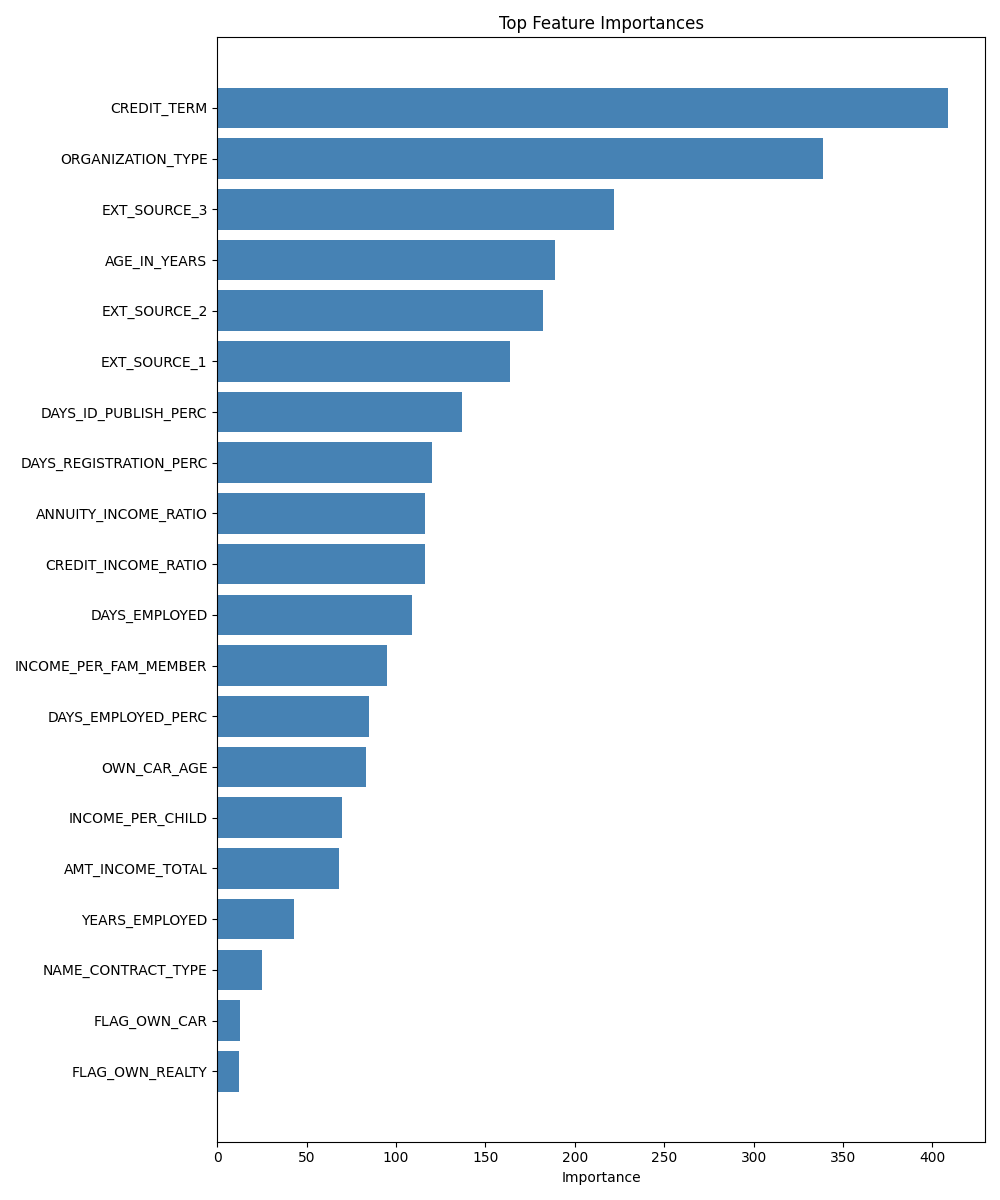 Top Feature Importances
CREDIT_TERM
ORGANIZATION_TYPE
EXT_SOURCE_3
AGE_IN_YEARS
EXT_SOURCE_2
EXT_SOURCE_1
DAYS_ID_PUBLISH_PERC
DAYS_REGISTRATION_PERC
ANNUITY_INCOME_RATIO
CREDIT_INCOME_RATIO
DAYS_EMPLOYED
INCOME_PER_FAM_MEMBER
DAYS_EMPLOYED_PERC
OWN_CAR_AGE
INCOME_PER_CHILD
AMT_INCOME_TOTAL
YEARS_EMPLOYED
NAME_CONTRACT_TYPE
FLAG_OWN_CAR
FLAG_OWN_REALTY
0 50 100 150 200 250 300 350 400
Importance